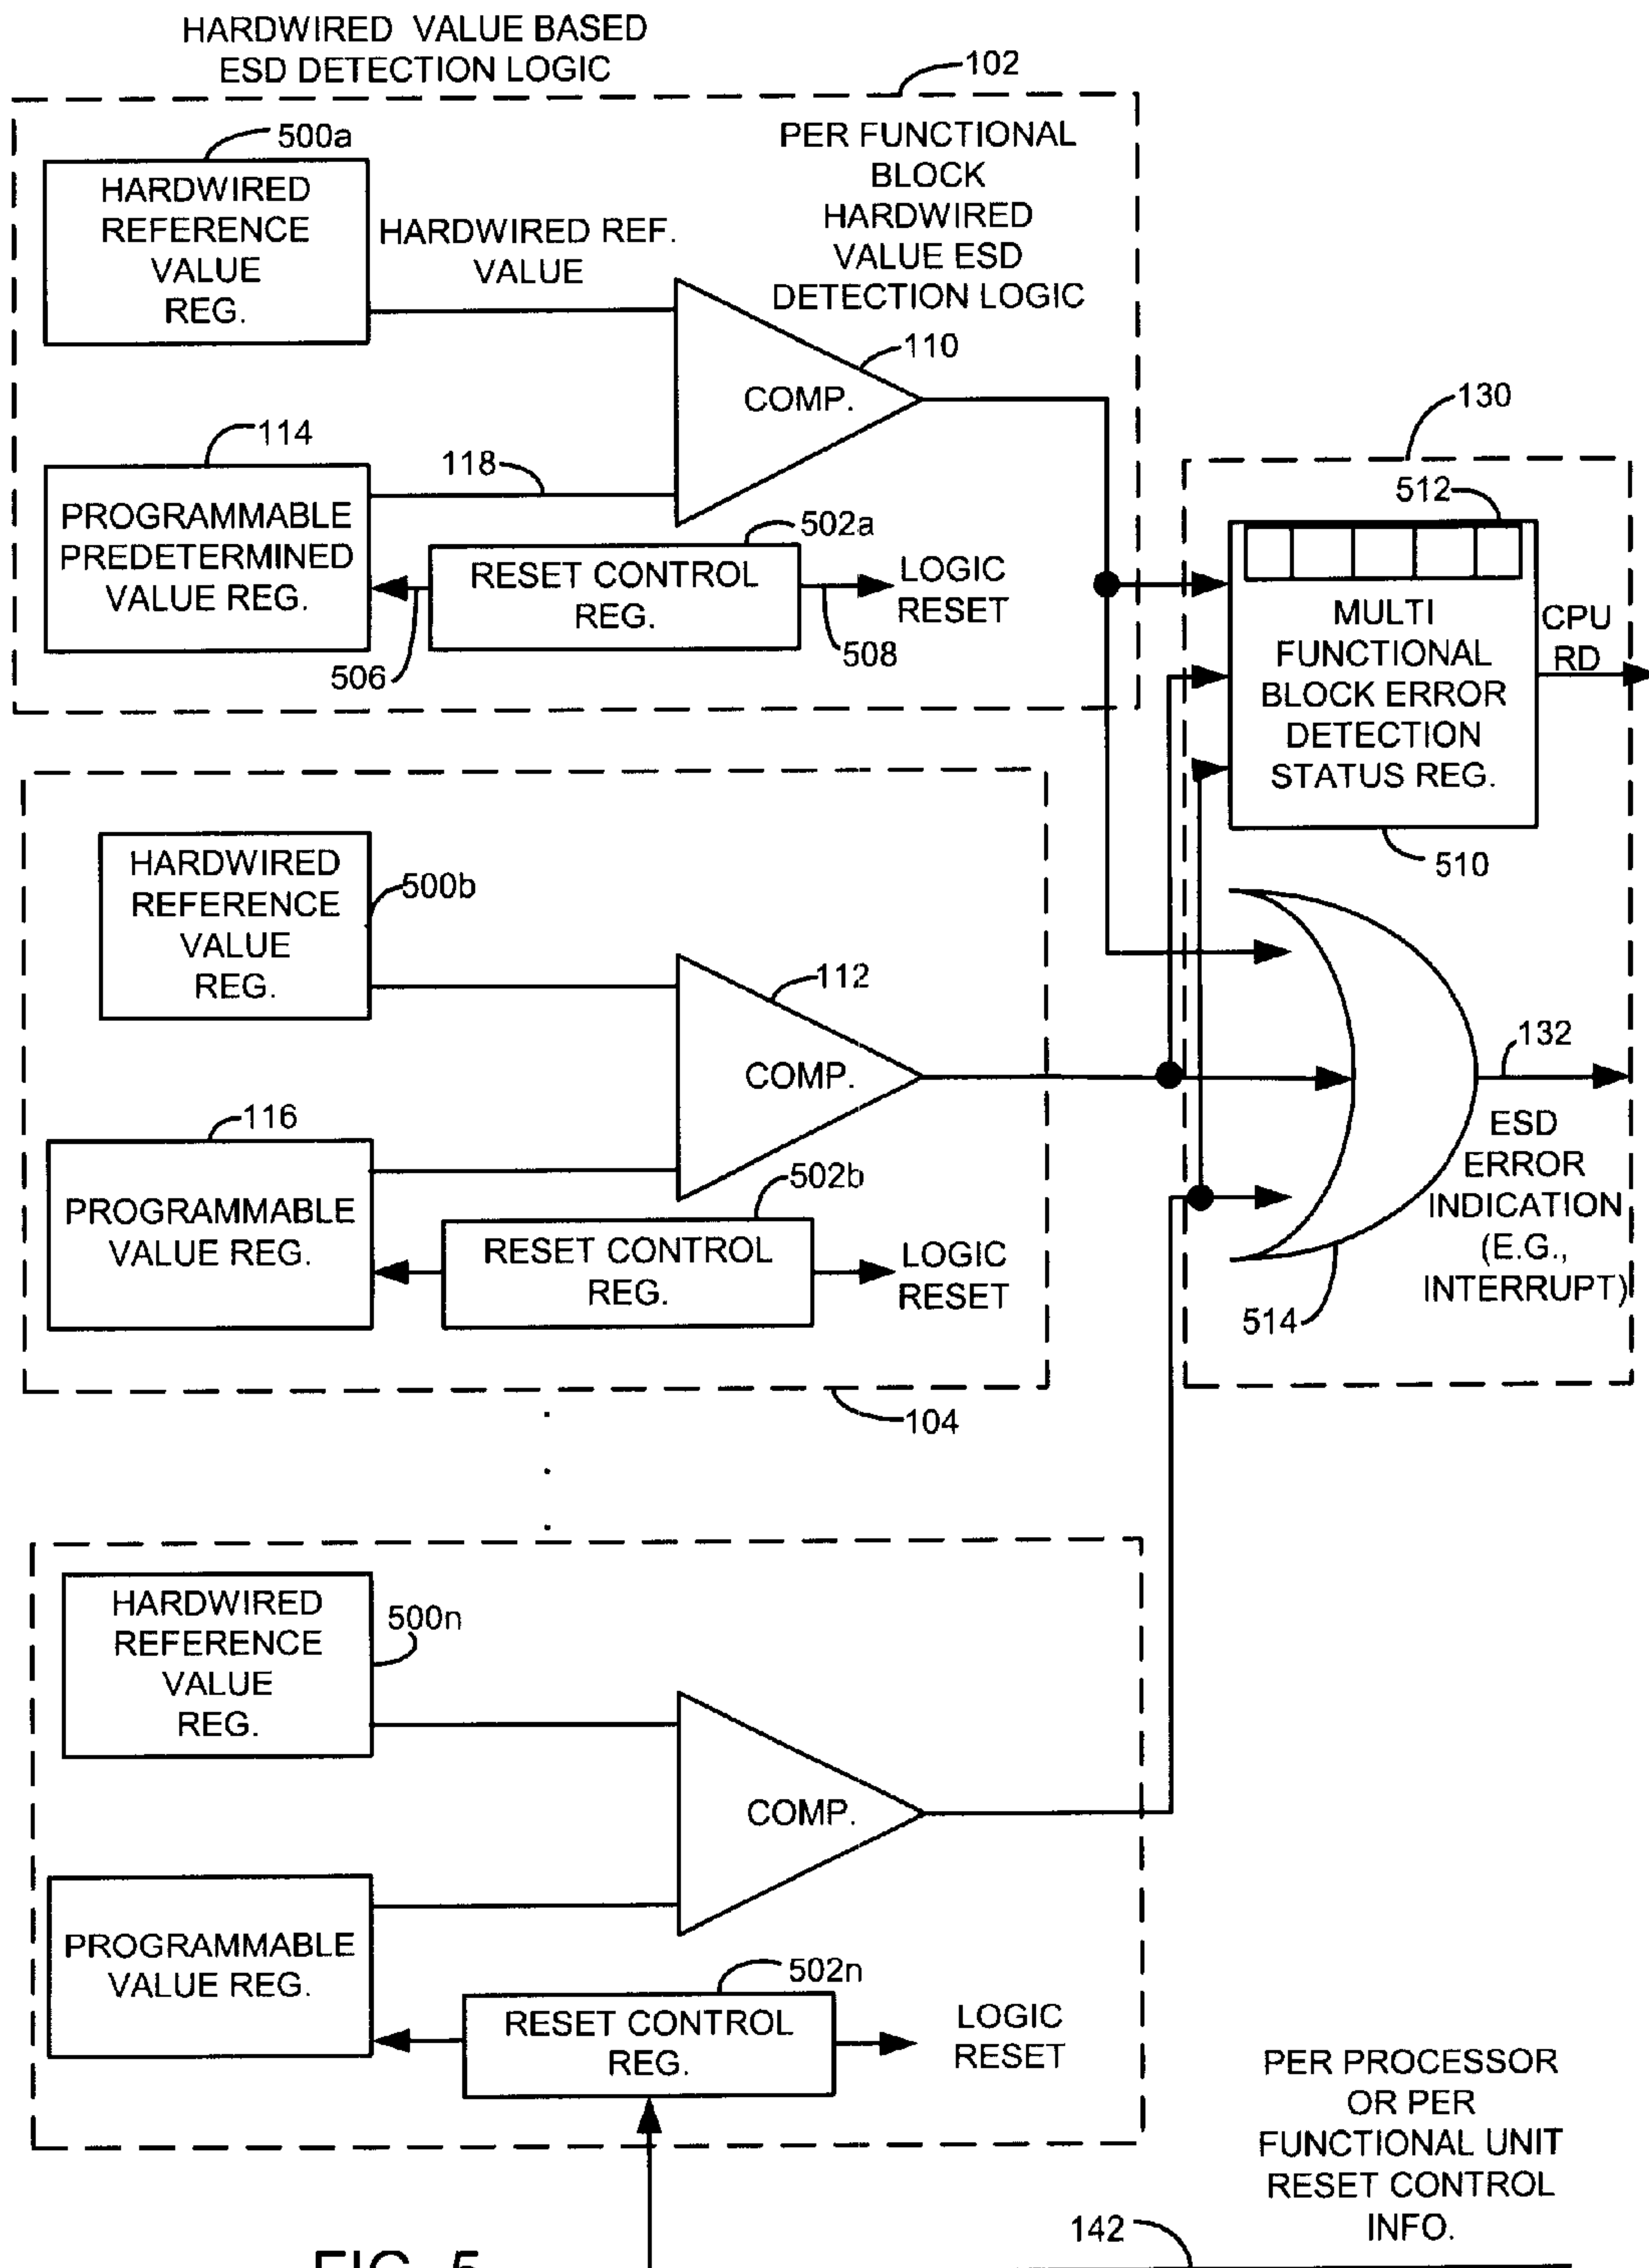 HARDWIRED VALUE BASED
ESD DETECTION LOGIC
102
500a
HARDWIRED
REFERENCE
VALUE
REG.
HARDWIRED REF.
VALUE
PER FUNCTIONAL
BLOCK
HARDWIRED
VALUE ESD
DETECTION LOGIC
110
COMP.
114
118
PROGRAMMABLE
PREDETERMINED
VALUE REG.
502a
RESET CONTROL
REG.
LOGIC
RESET
506
508
130
512
MULTI
FUNCTIONAL
BLOCK ERROR
DETECTION
STATUS REG.
CPU
RD
510
HARDWIRED
REFERENCE
VALUE
REG.
500b
112
COMP.
116
PROGRAMMABLE
VALUE REG.
502b
RESET CONTROL
REG.
LOGIC
RESET
104
132
ESD
ERROR
INDICATION
(E.G.,
INTERRUPT)
514
HARDWIRED
REFERENCE
VALUE
REG.
500n
COMP.
PROGRAMMABLE
VALUE REG.
502n
RESET CONTROL
REG.
LOGIC
RESET
PER PROCESSOR
OR PER
FUNCTIONAL UNIT
RESET CONTROL
INFO.
142
FIG. 5